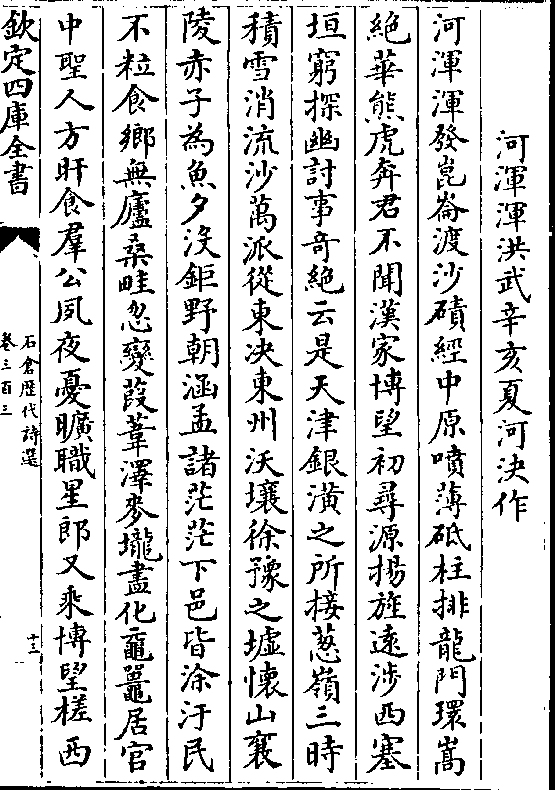 河渾渾洪武辛亥夏河決作
河渾渾發崑崙渡沙磧經中原噴薄砥柱排龍門環嵩
絶華熊虎奔君不聞漢家博望初尋源揚旌遠涉西塞
垣窮探幽討事竒絶云是天津銀潢之所接葱嶺三時
積雪消流沙萬派從東決東州沃壤徐豫之墟懷山襄
陵赤子為魚夕沒鉅野朝涵孟諸茫茫下邑皆涂汙民
不粒食鄉無廬桑畦忽變葭葦澤麥壠盡化黿鼉居官
中聖人方旰食羣公夙夜憂曠職星郎又乘博望槎西
欽定四庫全書
石倉歴代詩選
卷三百三
十三